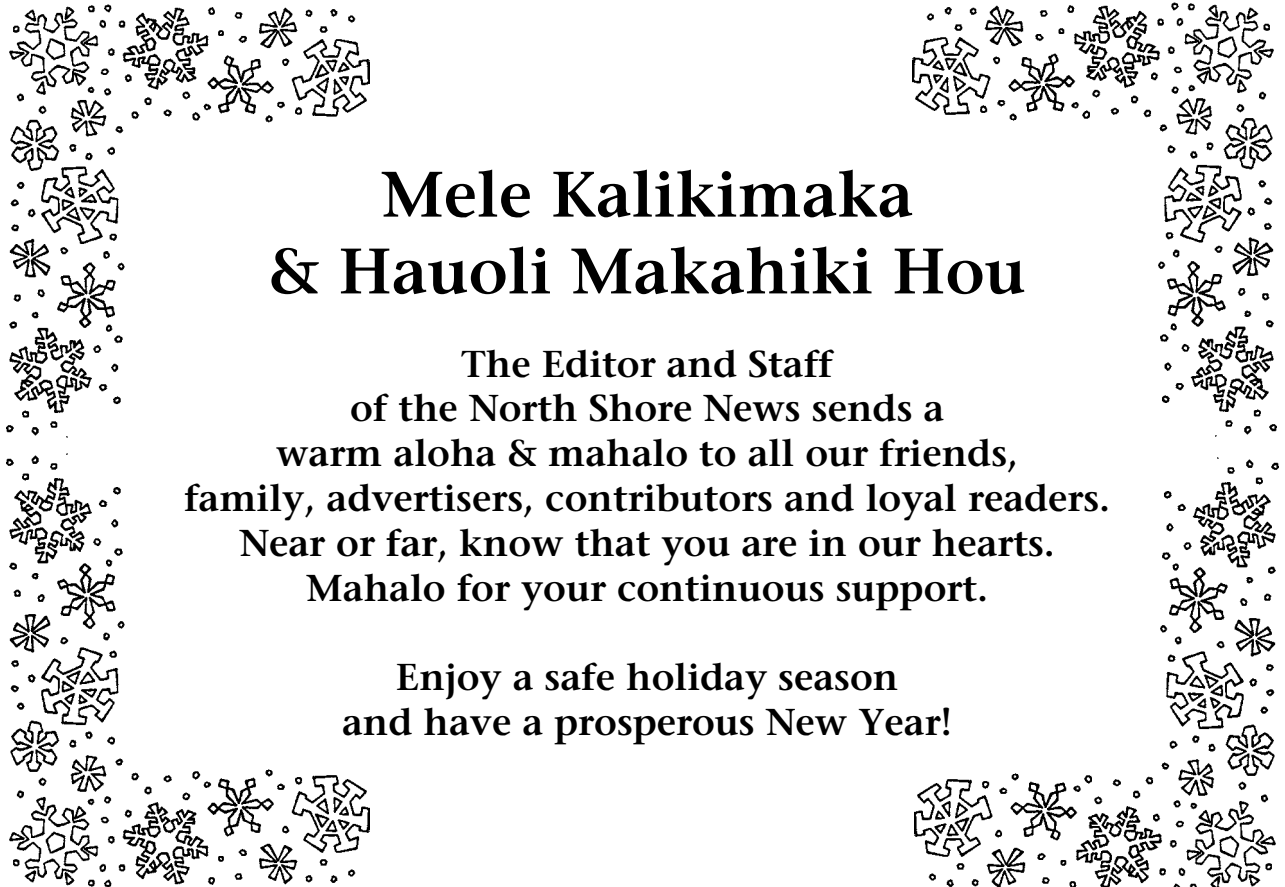 Mele Kalikimaka
& Hauoli Makahiki Hou
The Editor and Staff
of the North Shore News sends a
warm aloha & mahalo to all our friends,
family, advertisers, contributors and loyal readers.
Near or far, know that you are in our hearts.
Mahalo for your continuous support.
Enjoy a safe holiday season
and have a prosperous New Year!